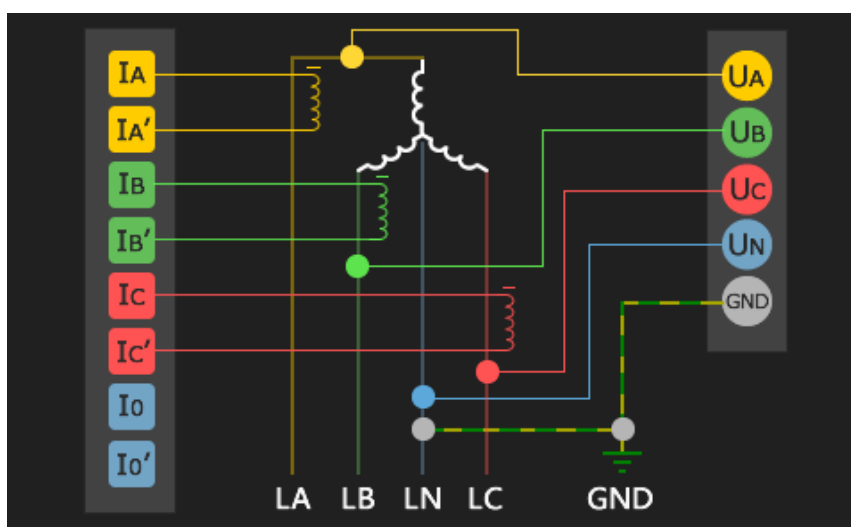 IA
IA′
IB
IB′
IC
IC′
I0
I0′
UA
UB
UC
UN
GND
LA LB LN LC GND